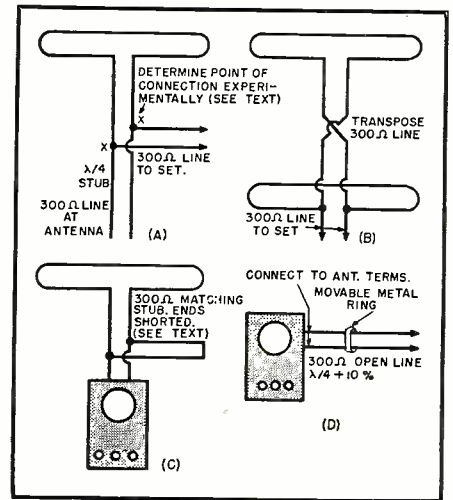 DETERMINE POINT OF
CONNECTION EXPERI-
MENTALLY (SEE TEXT)
X
X
300Ω LINE
TO SET.
λ/4
STUB
300Ω LINE
AT
ANTENNA
(A)
TRANSPOSE
300Ω LINE
300Ω LINE
TO SET
(B)
300Ω MATCHING
STUB. ENDS
SHORTED.
(SEE TEXT)
(C)
CONNECT TO ANT. TERMS.
MOVABLE METAL
RING
300Ω OPEN LINE
λ/4 + 10 %
(D)